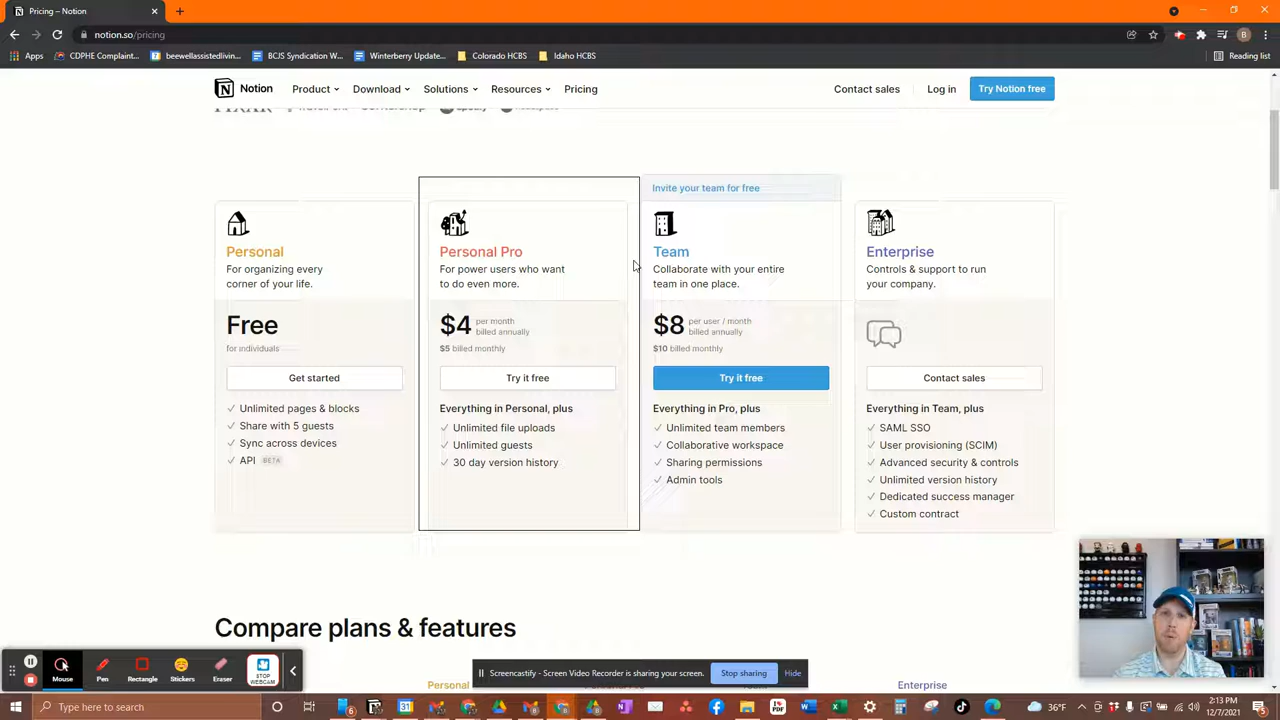 Pricing – Notion
notion.so/pricing
Apps
CDPHE Complaint...
beewellassistedlivin...
BCJS Syndication W...
Winterberry Update...
Colorado HCBS
Idaho HCBS
Reading list
Notion
Product
Download
Solutions
Resources
Pricing
Contact sales
Log in
Try Notion free
Invite your team for free
Personal
For organizing every
corner of your life.
Free
for individuals
Get started
Unlimited pages & blocks
Share with 5 guests
Sync across devices
API BETA
Personal Pro
For power users who want
to do even more.
$4 per month
billed annually
$5 billed monthly
Try it free
Everything in Personal, plus
Unlimited file uploads
Unlimited guests
30 day version history
Team
Collaborate with your entire
team in one place.
$8 per user / month
billed annually
$10 billed monthly
Try it free
Everything in Pro, plus
Unlimited team members
Collaborative workspace
Sharing permissions
Admin tools
Enterprise
Controls & support to run
your company.
Contact sales
Everything in Team, plus
SAML SSO
User provisioning (SCIM)
Advanced security & controls
Unlimited version history
Dedicated success manager
Custom contract
Compare plans & features
Personal
Enterprise
Mouse
Pen
Rectangle
Stickers
Eraser
STOP
WEBCAM
Screencastify - Screen Video Recorder is sharing your screen.
Stop sharing
Hide
Type here to search
36°F
2:13 PM
12/7/2021